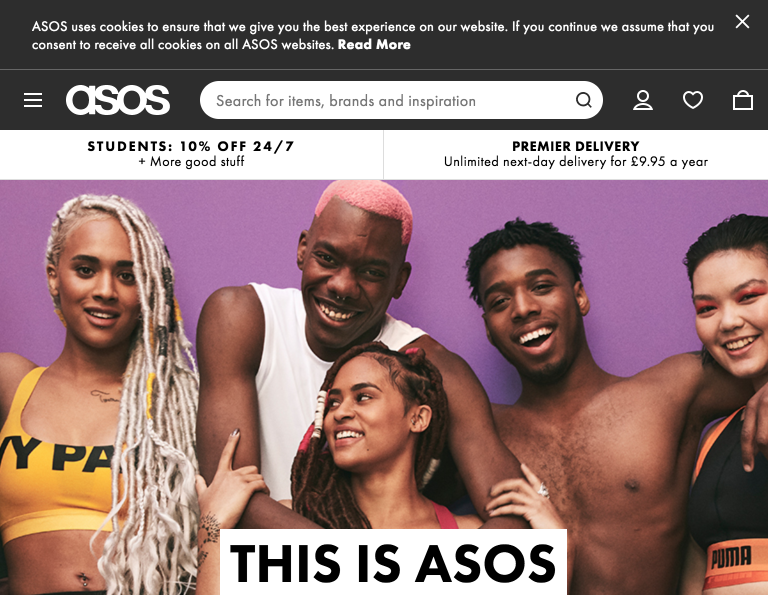 ASOS uses cookies to ensure that we give you the best experience on our website. If you continue we assume that you
consent to receive all cookies on all ASOS websites. Read More
asos
Search for items, brands and inspiration
STUDENTS: 10% OFF 24/7
+ More good stuff
PREMIER DELIVERY
Unlimited next-day delivery for £9.95 a year
Y PA
PUMA
THIS IS ASOS